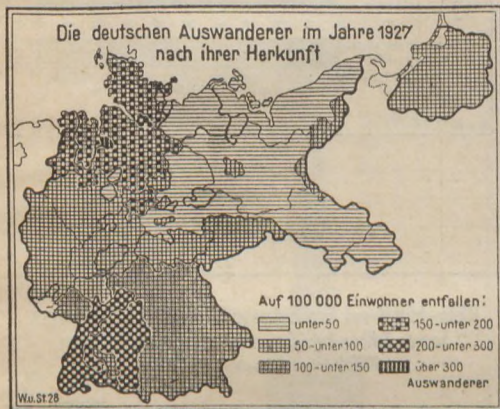 Die deutschen Auswanderer im Jahre 1927
nach ihrer Herkunft
Auf 100 000 Einwohner entfallen:
unter 50
50-unter 100
100-unter 150
150-unter 200
200-unter 300
über 300
Auswanderer
W.u.St.28